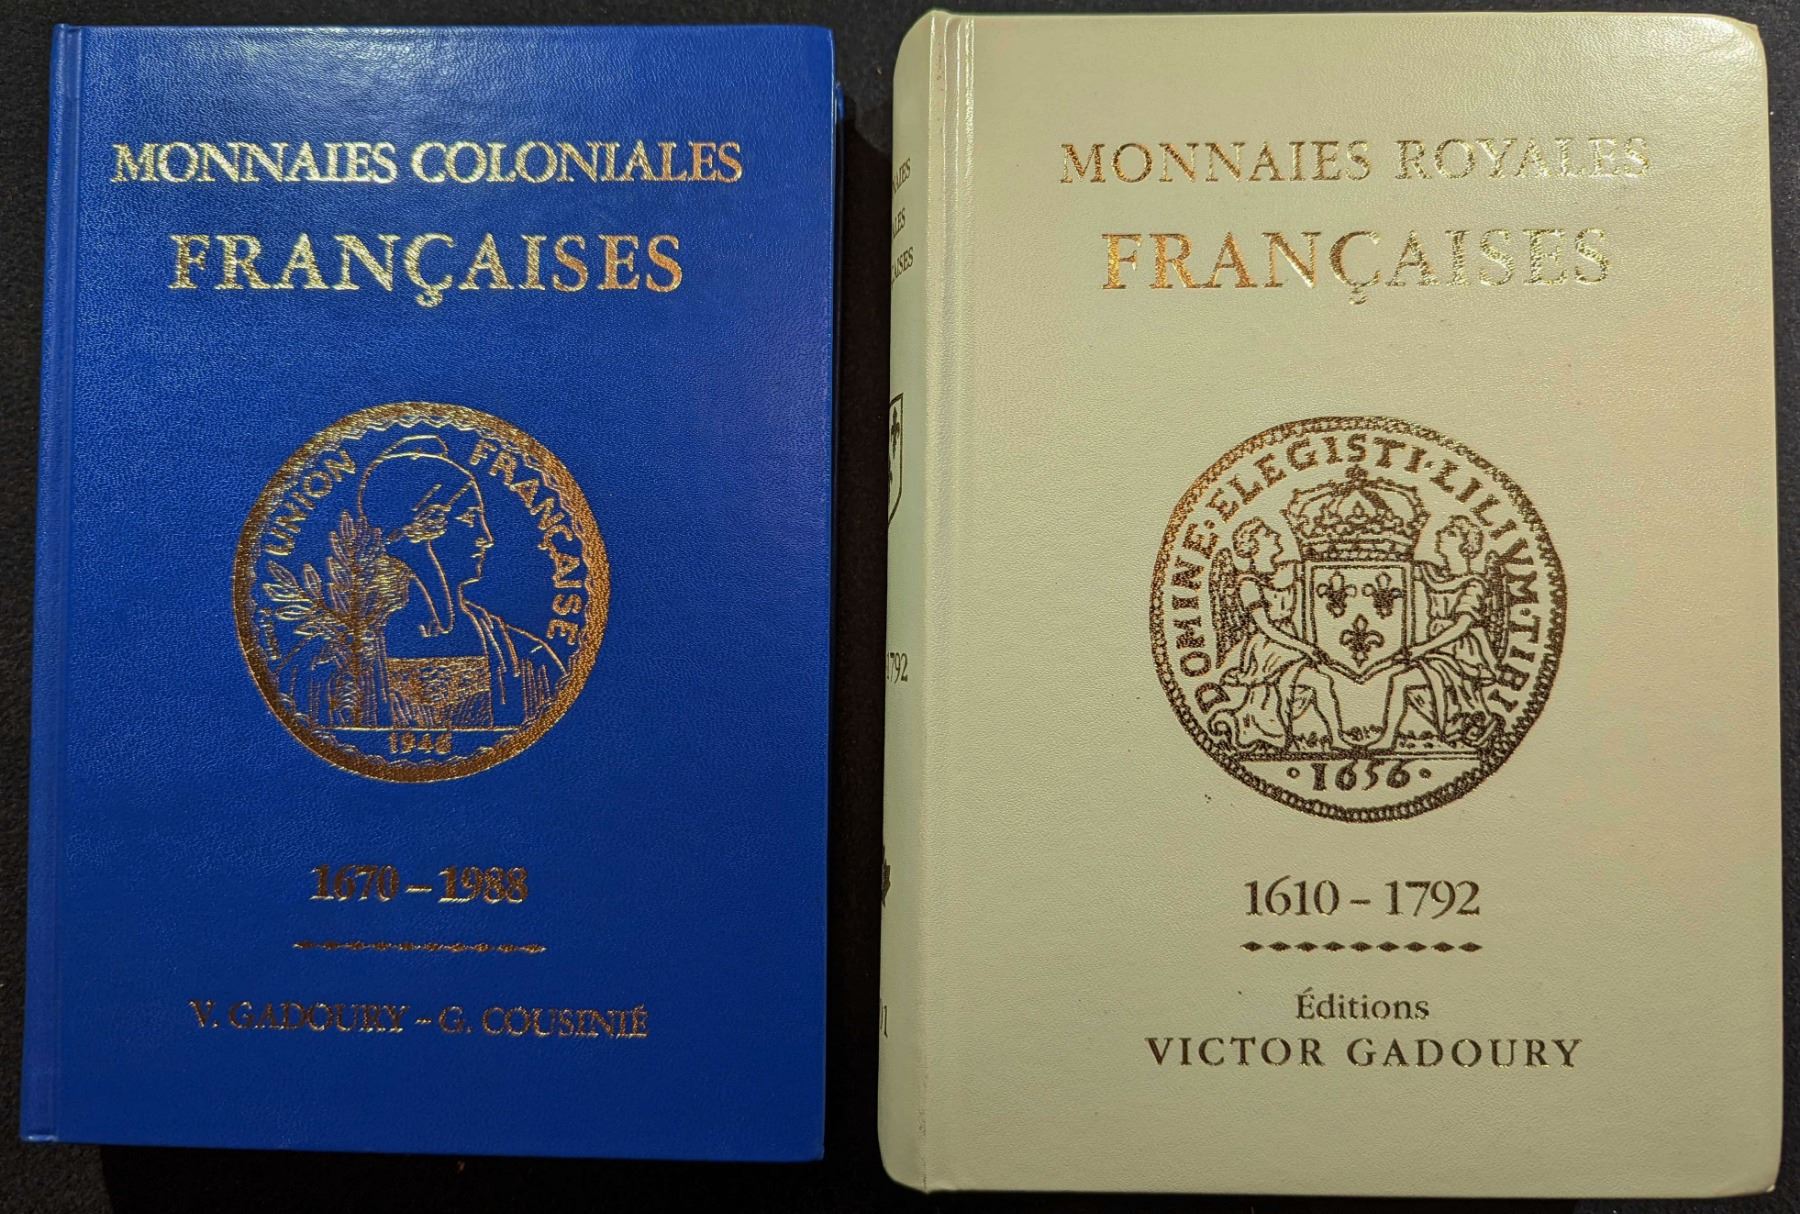 MONNAIES COLONIALES
FRANÇAISES
UNION FRANÇAISE
1670 – 1988
V. GADOURY – G. COUSINIÉ
MONNAIES ROYALES
FRANÇAISES
DOMINE·ELEGISTI·LILIVM·TIBI
·1656·
1610 – 1792
Éditions
VICTOR GADOURY
1792